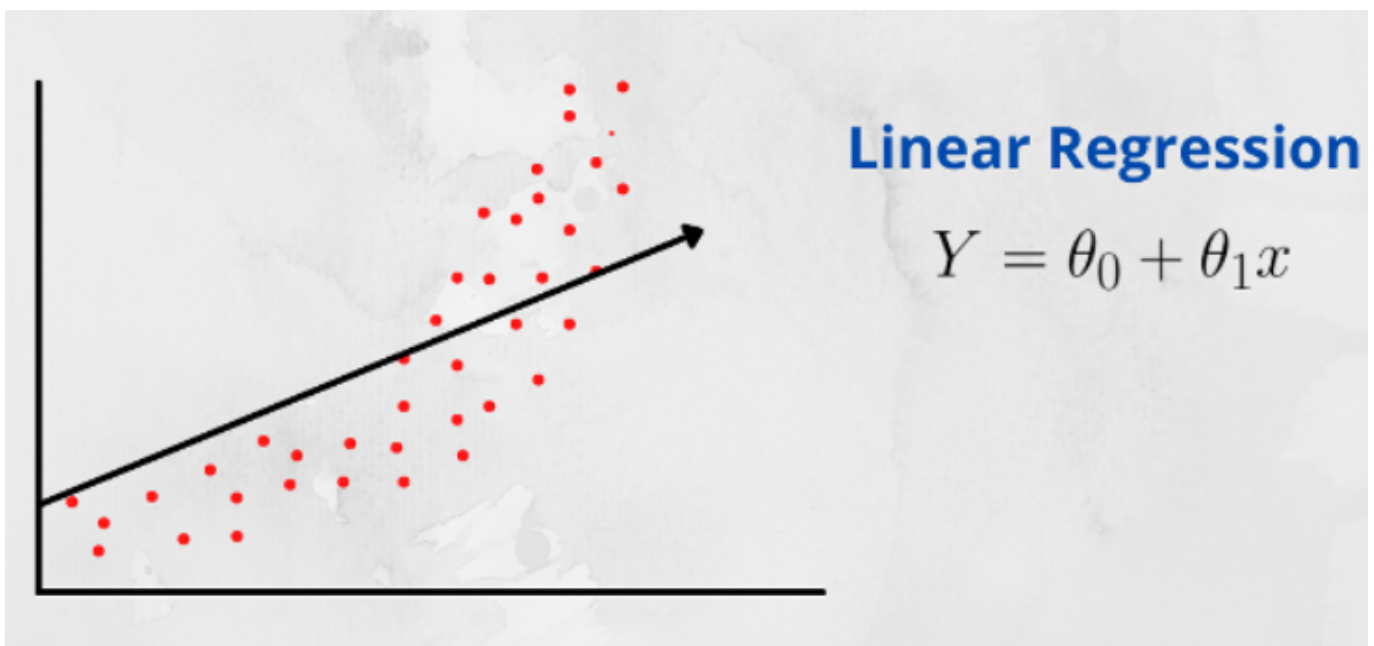 Linear Regression
Y = θ₀ + θ₁x